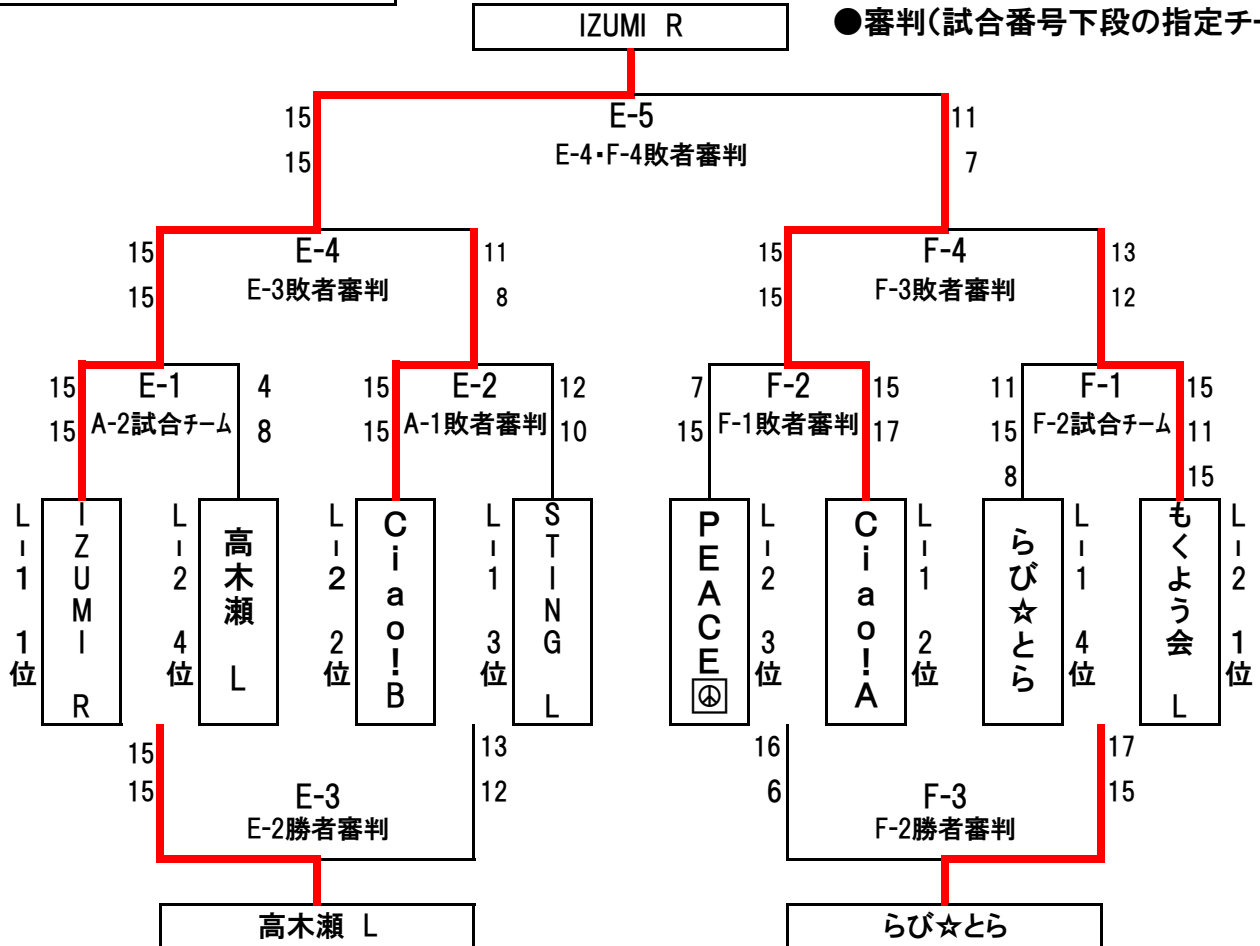 IZUMI R
●審判(試合番号下段の指定チー
15 E-5 11
15 E-4・F-4敗者審判 7
15 E-4 11 15 F-4 13
15 E-3敗者審判 8 15 F-3敗者審判 12
15 E-1 4 15 E-2 12 7 F-2 15 11 F-1 15
15 A-2試合チーム 8 15 A-1敗者審判 10 15 F-1敗者審判 17 15 F-2試合チーム 11
8 15
L-1 1位
IZUMI R
L-2 4位
高木瀬 L
L-2 2位
Ciao!B
L-1 3位
STING L
PEACE☮
L-2 3位
Ciao!A
L-1 2位
らび☆とら
L-1 4位
もくよう会 L
L-2 1位
15 13 16 17
15 E-3 12 6 F-3 15
E-2勝者審判 F-2勝者審判
高木瀬 L らび☆とら